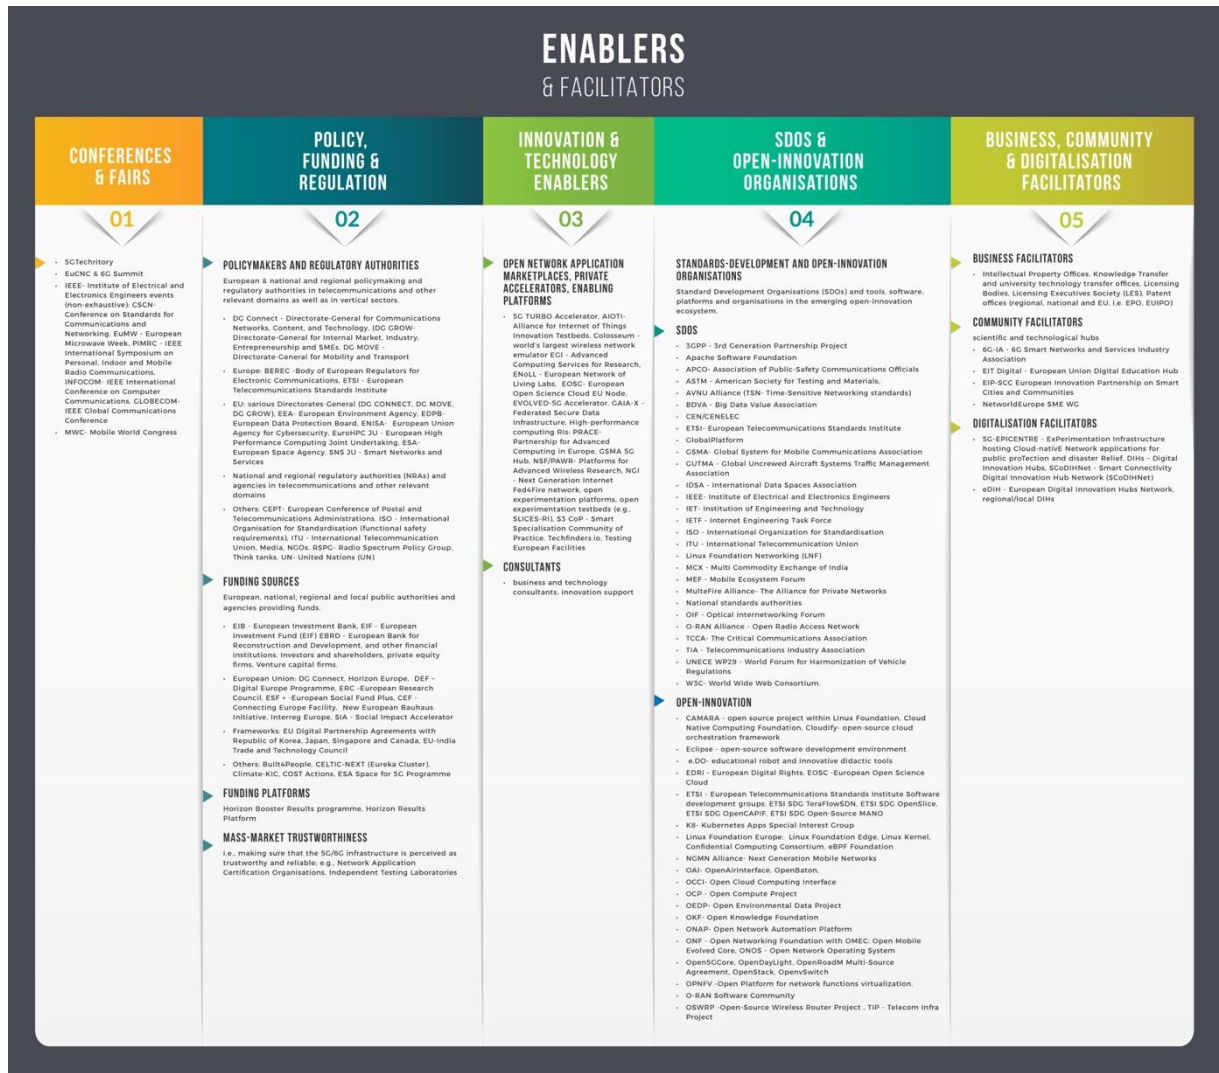 ENABLERS
& FACILITATORS
CONFERENCES
& FAIRS
01
5GTechritory
EuCNC & 6G Summit
IEEE- Institute of Electrical and
Electronics Engineers events
(non-exhaustive): CSCN-
Conference on Standards for
Communications and
Networking, EuMW - European
Microwave Week, PIMRC - IEEE
International Symposium on
Personal, Indoor and Mobile
Radio Communications,
INFOCOM- IEEE International
Conference on Computer
Communications, GLOBECOM-
IEEE Global Communications
Conference
MWC- Mobile World Congress
POLICY,
FUNDING &
REGULATION
02
POLICYMAKERS AND REGULATORY AUTHORITIES
European & national and regional policymaking and
regulatory authorities in telecommunications and other
relevant domains as well as in vertical sectors.
DG Connect - Directorate-General for Communications
Networks, Content, and Technology, (DG GROW-
Directorate-General for Internal Market, Industry,
Entrepreneurship and SMEs, DG MOVE -
Directorate-General for Mobility and Transport
Europe: BEREC -Body of European Regulators for
Electronic Communications, ETSI - European
Telecommunications Standards Institute
EU: various Directorates-General (DG CONNECT, DG MOVE,
DG GROW), EEA- European Environment Agency, EDPB-
European Data Protection Board, ENISA- European Union
Agency for Cybersecurity, EuroHPC JU - European High
Performance Computing Joint Undertaking, ESA-
European Space Agency, SNS JU - Smart Networks and
Services
National and regional regulatory authorities (NRAs) and
agencies in telecommunications and other relevant
domains
Others: CEPT- European Conference of Postal and
Telecommunications Administrations. ISO - International
Organisation for Standardisation (functional safety
requirements), ITU - International Telecommunication
Union, Media, NGOs, RSPG- Radio Spectrum Policy Group,
Think tanks, UN- United Nations (UN)
FUNDING SOURCES
European, national, regional and local public authorities and
agencies providing funds.
EIB - European Investment Bank, EIF - European
Investment Fund (EIF) EBRD - European Bank for
Reconstruction and Development, and other financial
institutions. Investors and shareholders, private equity
firms, Venture capital firms.
European Union: DG Connect, Horizon Europe, DEF –
Digital Europe Programme, ERC -European Research
Council, ESF + -European Social Fund Plus, CEF -
Connecting Europe Facility, New European Bauhaus
Initiative, Interreg Europe, SIA - Social Impact Accelerator
Frameworks: EU Digital Partnership Agreements with
Republic of Korea, Japan, Singapore and Canada, EU-India
Trade and Technology Council
Others: Built4People, CELTIC-NEXT (Eureka Cluster),
Climate-KIC, COST Actions, ESA Space for 5G Programme
FUNDING PLATFORMS
Horizon Booster Results programme, Horizon Results
Platform
MASS-MARKET TRUSTWORTHINESS
i.e., making sure that the 5G/6G infrastructure is perceived as
trustworthy and reliable; e.g., Network Application
Certification Organisations, Independent Testing Laboratories
INNOVATION &
TECHNOLOGY
ENABLERS
03
OPEN NETWORK APPLICATION
MARKETPLACES, PRIVATE
ACCELERATORS, ENABLING
PLATFORMS
5G TURBO Accelerator, AIOTI-
Alliance for Internet of Things
Innovation Testbeds, Colosseum -
world's largest wireless network
emulator EGI - Advanced
Computing Services for Research,
ENoLL - European Network of
Living Labs, EOSC- European
Open Science Cloud EU Node,
EVOLVED-5G Accelerator, GAIA-X -
Federated Secure Data
Infrastructure, High-performance
computing RIs: PRACE-
Partnership for Advanced
Computing in Europe, GSMA 5G
Hub, NSF/PAWR- Platforms for
Advanced Wireless Research, NGI
- Next Generation Internet
Fed4Fire network, open
experimentation platforms, open
experimentation testbeds (e.g.,
SLICES-RI), S3 CoP - Smart
Specialisation Community of
Practice, Techfinders.io, Testing
European Facilities
CONSULTANTS
business and technology
consultants, innovation support
SDOS &
OPEN-INNOVATION
ORGANISATIONS
04
STANDARDS-DEVELOPMENT AND OPEN-INNOVATION
ORGANISATIONS
Standard Development Organisations (SDOs) and tools, software,
platforms and organisations in the emerging open-innovation
ecosystem.
SDOS
3GPP - 3rd Generation Partnership Project
Apache Software Foundation
APCO- Association of Public-Safety Communications Officials
ASTM - American Society for Testing and Materials,
AVNU Alliance (TSN- Time-Sensitive Networking standards)
BDVA - Big Data Value Association
CEN/CENELEC
ETSI- European Telecommunications Standards Institute
GlobalPlatform
GSMA- Global System for Mobile Communications Association
GUTMA - Global Uncrewed Aircraft Systems Traffic Management
Association
IDSA - International Data Spaces Association
IEEE- Institute of Electrical and Electronics Engineers
IET- Institution of Engineering and Technology
IETF - Internet Engineering Task Force
ISO - International Organization for Standardisation
ITU - International Telecommunication Union
Linux Foundation Networking (LNF)
MCX - Multi Commodity Exchange of India
MEF - Mobile Ecosystem Forum
MulteFire Alliance- The Alliance for Private Networks
National standards authorities
OIF - Optical Internetworking Forum
O-RAN Alliance - Open Radio Access Network
TCCA- The Critical Communications Association
TIA - Telecommunications Industry Association
UNECE WP29 - World Forum for Harmonization of Vehicle
Regulations
W3C- World Wide Web Consortium.
OPEN-INNOVATION
CAMARA - open source project within Linux Foundation, Cloud
Native Computing Foundation, Cloudify- open-source cloud
orchestration framework
Eclipse - open-source software development environment
e.DO- educational robot and innovative didactic tools
EDRi - European Digital Rights, EOSC -European Open Science
Cloud
ETSI - European Telecommunications Standards Institute Software
development groups: ETSI SDG TeraFlowSDN, ETSI SDG OpenSlice,
ETSI SDG OpenCAPIF, ETSI SDG Open-Source MANO
K8- Kubernetes Apps Special Interest Group
Linux Foundation Europe: Linux Foundation Edge, Linux Kernel,
Confidential Computing Consortium, eBPF Foundation
NGMN Alliance- Next Generation Mobile Networks
OAI- OpenAirInterface, OpenBaton,
OCCI- Open Cloud Computing Interface
OCP - Open Compute Project
OEDP- Open Environmental Data Project
OKF- Open Knowledge Foundation
ONAP- Open Network Automation Platform
ONF - Open Networking Foundation with OMEC: Open Mobile
Evolved Core, ONOS - Open Network Operating System
Open5GCore, OpenDayLight, OpenRoadM Multi-Source
Agreement, OpenStack, OpenvSwitch
OPNFV -Open Platform for network functions virtualization.
O-RAN Software Community
OSWRP -Open-Source Wireless Router Project , TIP - Telecom Infra
Project
BUSINESS, COMMUNITY
& DIGITALISATION
FACILITATORS
05
BUSINESS FACILITATORS
Intellectual Property Offices, Knowledge Transfer
and university technology transfer offices, Licensing
Bodies, Licensing Executives Society (LES), Patent
offices (regional, national and EU, i.e. EPO, EUIPO)
COMMUNITY FACILITATORS
scientific and technological hubs
6G-IA - 6G Smart Networks and Services Industry
Association
EIT Digital - European Union Digital Education Hub
EIP-SCC European Innovation Partnership on Smart
Cities and Communities
NetworldEurope SME WG
DIGITALISATION FACILITATORS
5G-EPICENTRE - ExPerimentation Infrastructure
hosting Cloud-nativE Network applications for
public proTection and disaster Relief, DIHs – Digital
Innovation Hubs, SCoDIHNet - Smart Connectivity
Digital Innovation Hub Network (SCoDIHNet)
eDIH - European Digital Innovation Hubs Network,
regional/local DIHs